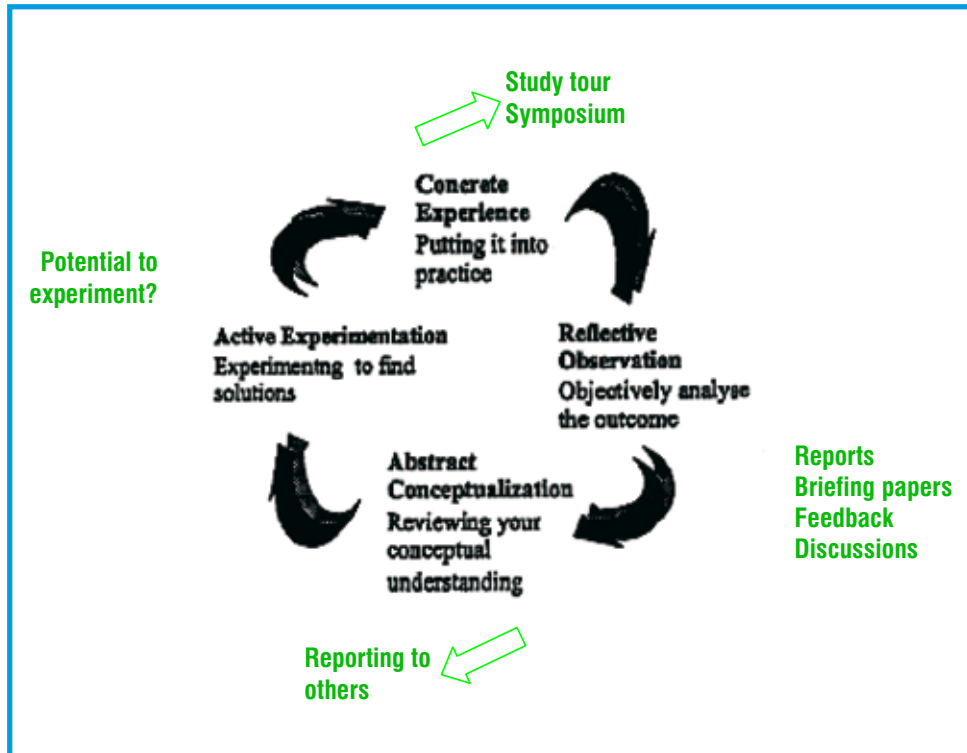 Study tour
Symposium
Concrete
Experience
Putting it into
practice
Potential to
experiment?
Active Experimentation
Experimentng to find
solutions
Reflective
Observation
Objectively analyse
the outcome
Abstract
Conceptualization
Reviewing your
conceptual
understanding
Reports
Briefing papers
Feedback
Discussions
Reporting to
others